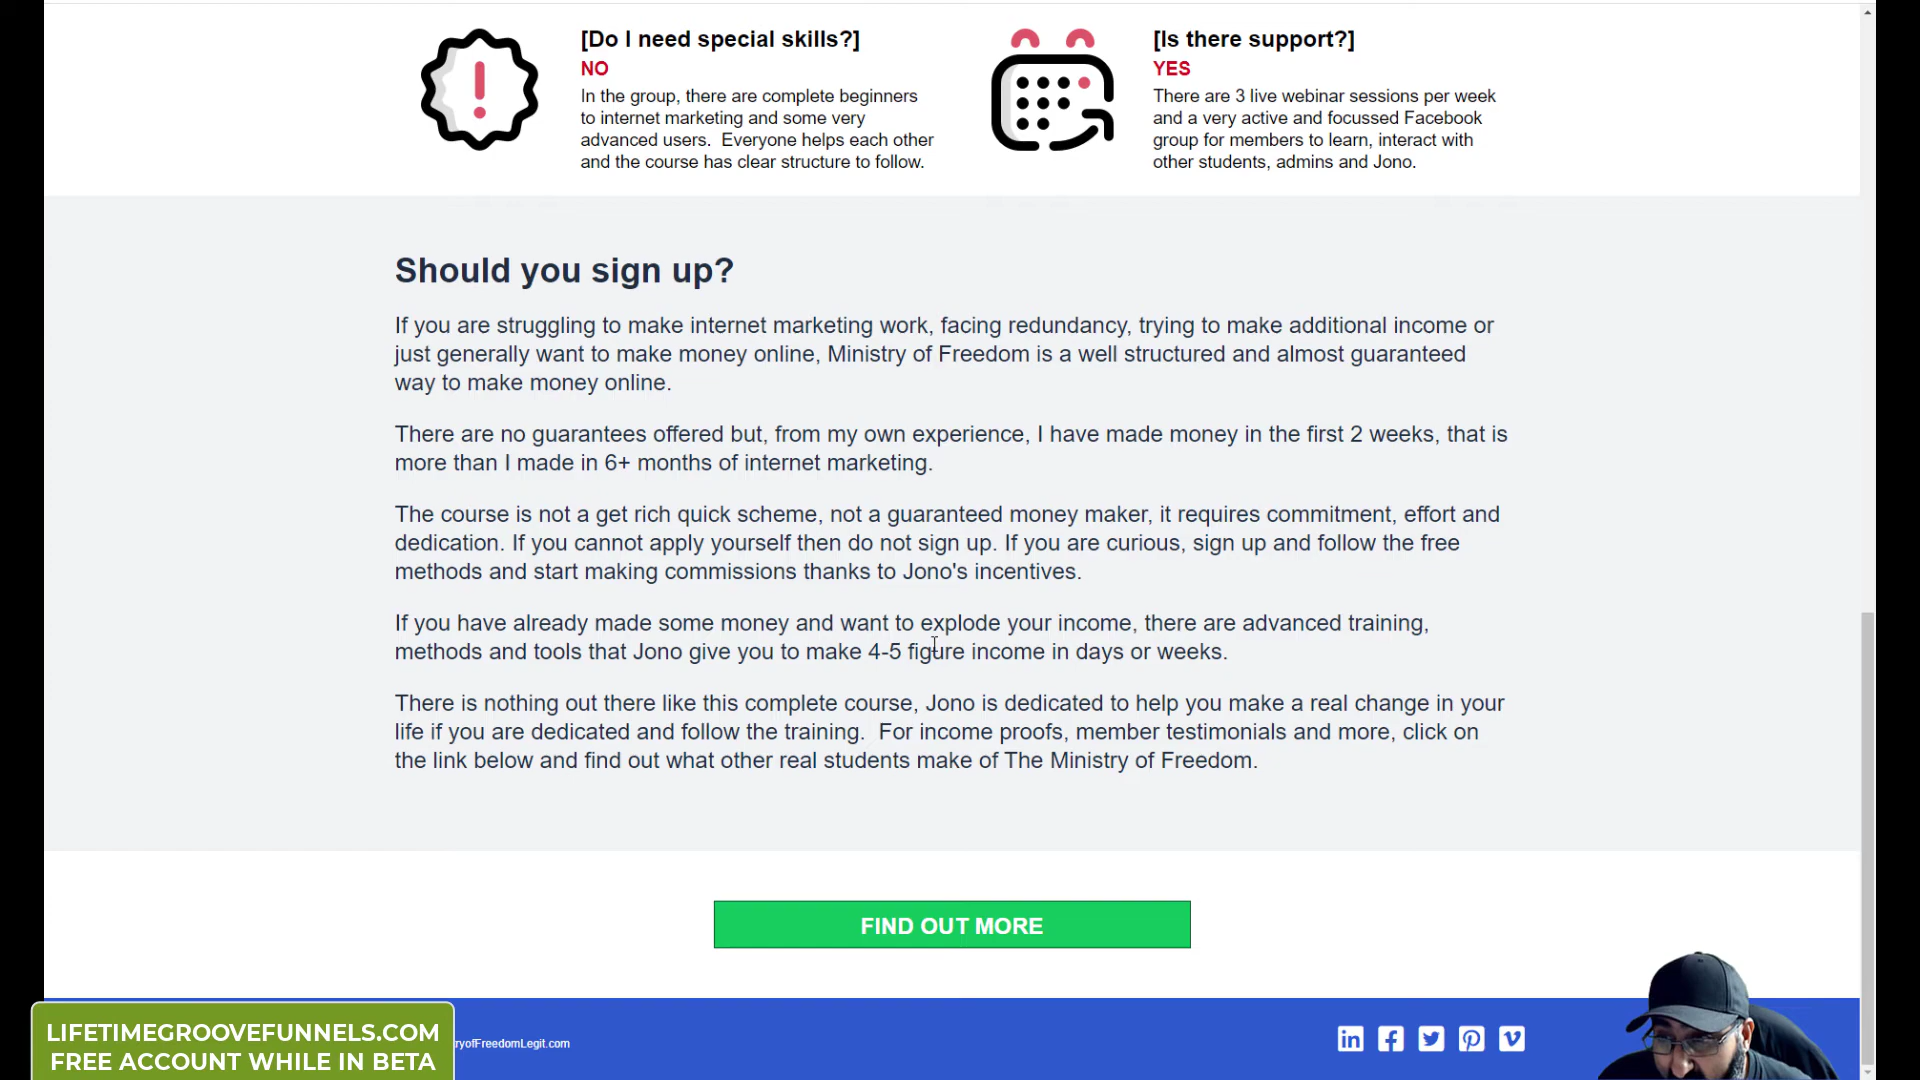 [Do I need special skills?]
NO
In the group, there are complete beginners
to internet marketing and some very
advanced users.  Everyone helps each other
and the course has clear structure to follow.
[Is there support?]
YES
There are 3 live webinar sessions per week
and a very active and focussed Facebook
group for members to learn, interact with
other students, admins and Jono.
Should you sign up?
If you are struggling to make internet marketing work, facing redundancy, trying to make additional income or
just generally want to make money online, Ministry of Freedom is a well structured and almost guaranteed
way to make money online.
There are no guarantees offered but, from my own experience, I have made money in the first 2 weeks, that is
more than I made in 6+ months of internet marketing.
The course is not a get rich quick scheme, not a guaranteed money maker, it requires commitment, effort and
dedication. If you cannot apply yourself then do not sign up. If you are curious, sign up and follow the free
methods and start making commissions thanks to Jono's incentives.
If you have already made some money and want to explode your income, there are advanced training,
methods and tools that Jono give you to make 4-5 figure income in days or weeks.
There is nothing out there like this complete course, Jono is dedicated to help you make a real change in your
life if you are dedicated and follow the training.  For income proofs, member testimonials and more, click on
the link below and find out what other real students make of The Ministry of Freedom.
FIND OUT MORE
LIFETIMEGROOVEFUNNELS.COM
FREE ACCOUNT WHILE IN BETA
ryofFreedomLegit.com